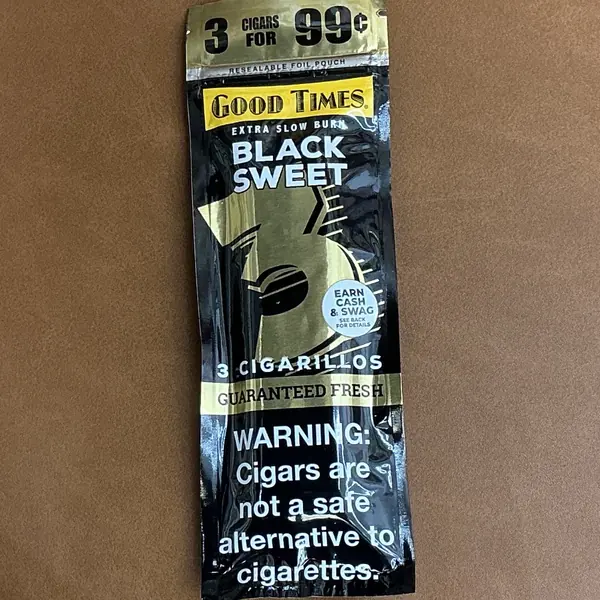 3 CIGARS FOR 99¢
RESEALABLE FOIL POUCH
GOOD TIMES®
EXTRA SLOW BURN
BLACK
SWEET
3
EARN
CASH
& SWAG
SEE BACK
FOR DETAILS
3 CIGARILLOS
GUARANTEED FRESH
WARNING:
Cigars are
not a safe
alternative to
cigarettes.